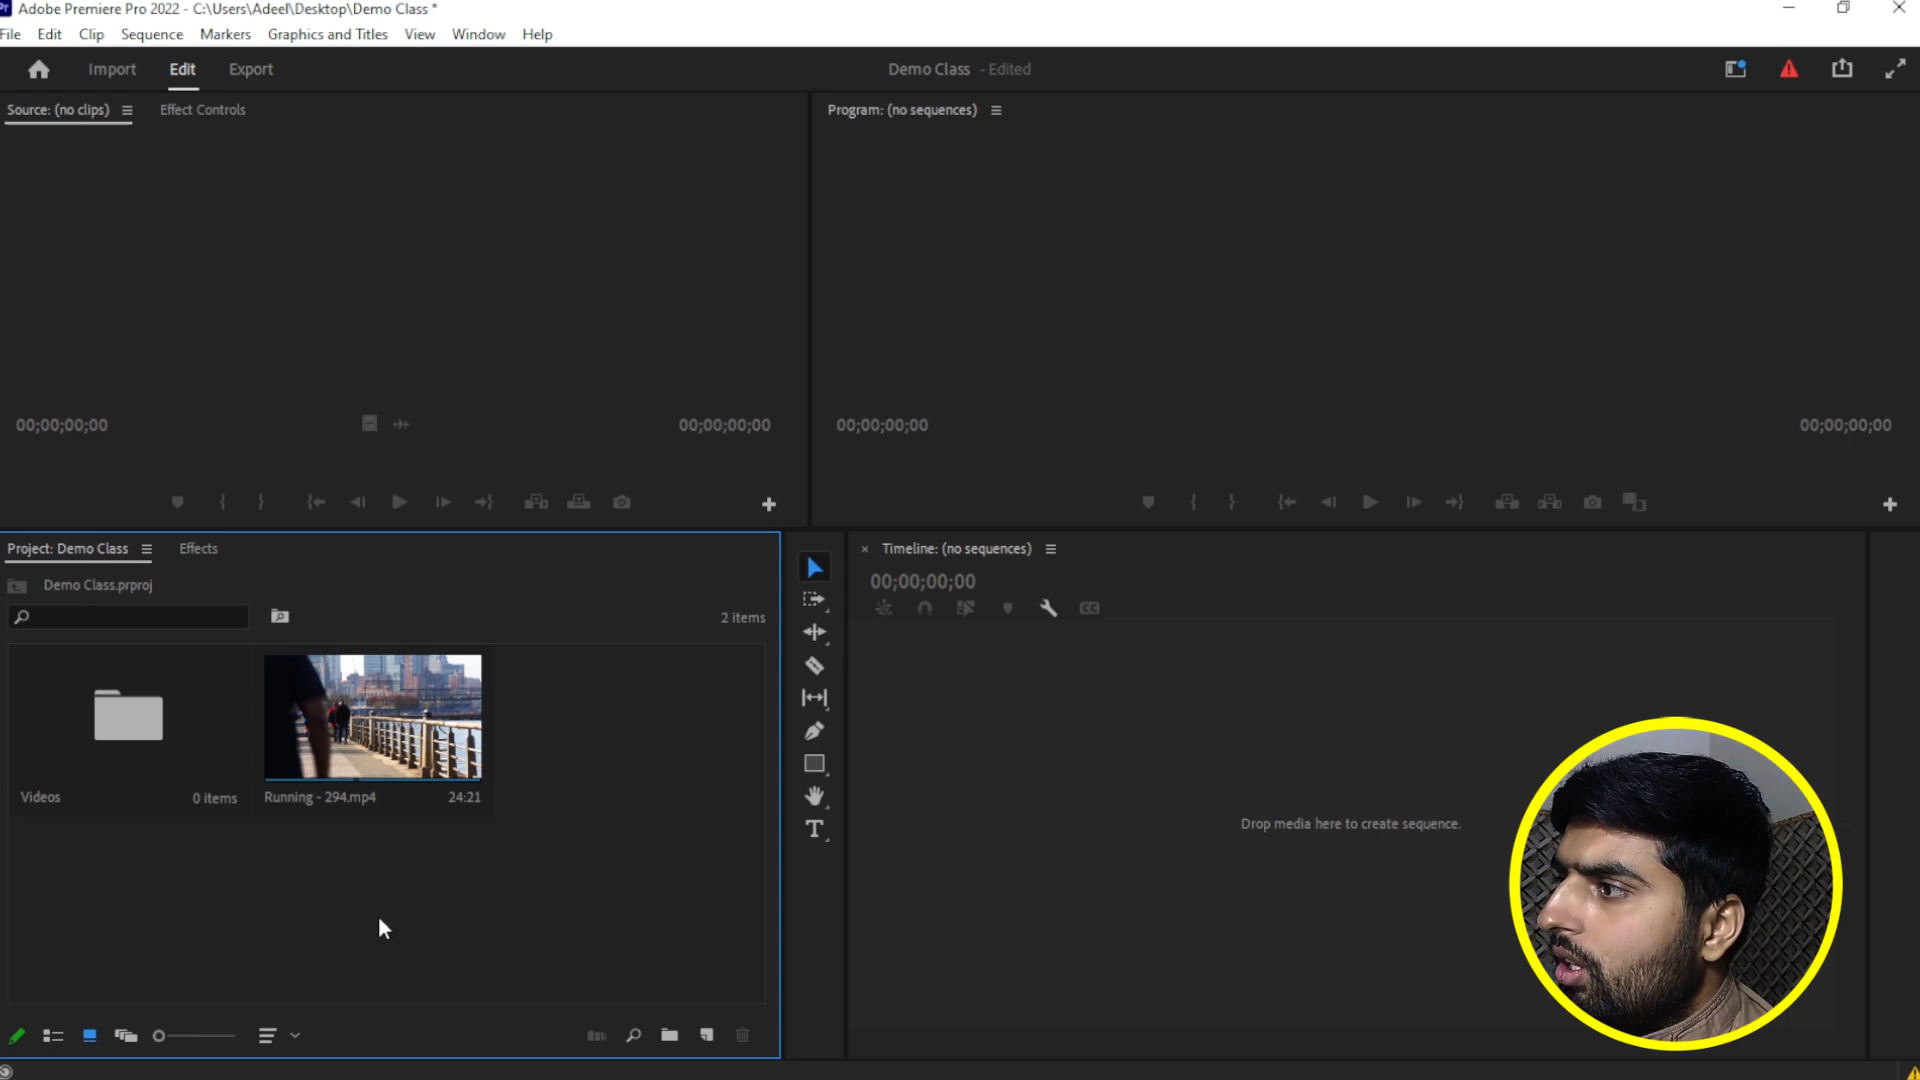 Adobe Premiere Pro 2022 - C:\Users\Adeel\Desktop\Demo Class *
File Edit Clip Sequence Markers Graphics and Titles View Window Help
Import Edit Export
Demo Class - Edited
Source: (no clips)
Effect Controls
Program: (no sequences)
00;00;00;00
00;00;00;00
00;00;00;00
00;00;00;00
Project: Demo Class
Effects
Demo Class.prproj
2 items
Videos
0 items
Running - 294.mp4
24:21
Timeline: (no sequences)
00;00;00;00
Drop media here to create sequence.